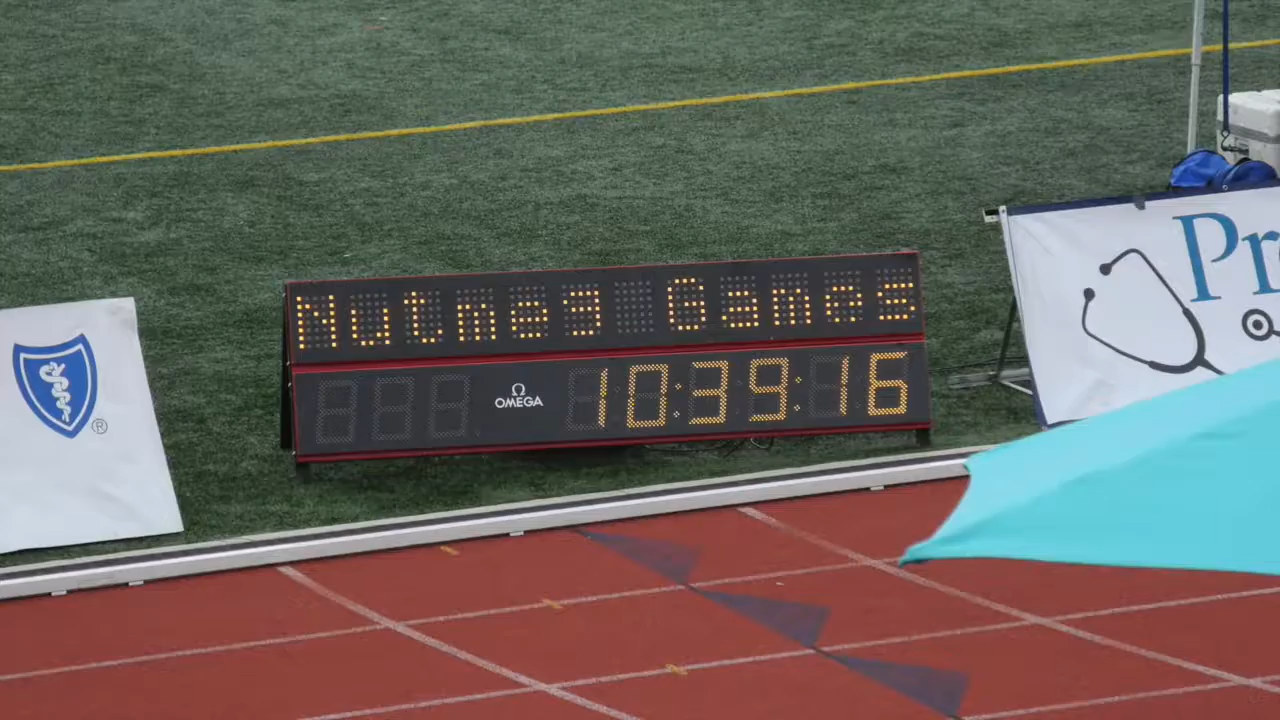 Nutmeg Games
Ω
OMEGA
10:39:16
Pr
®